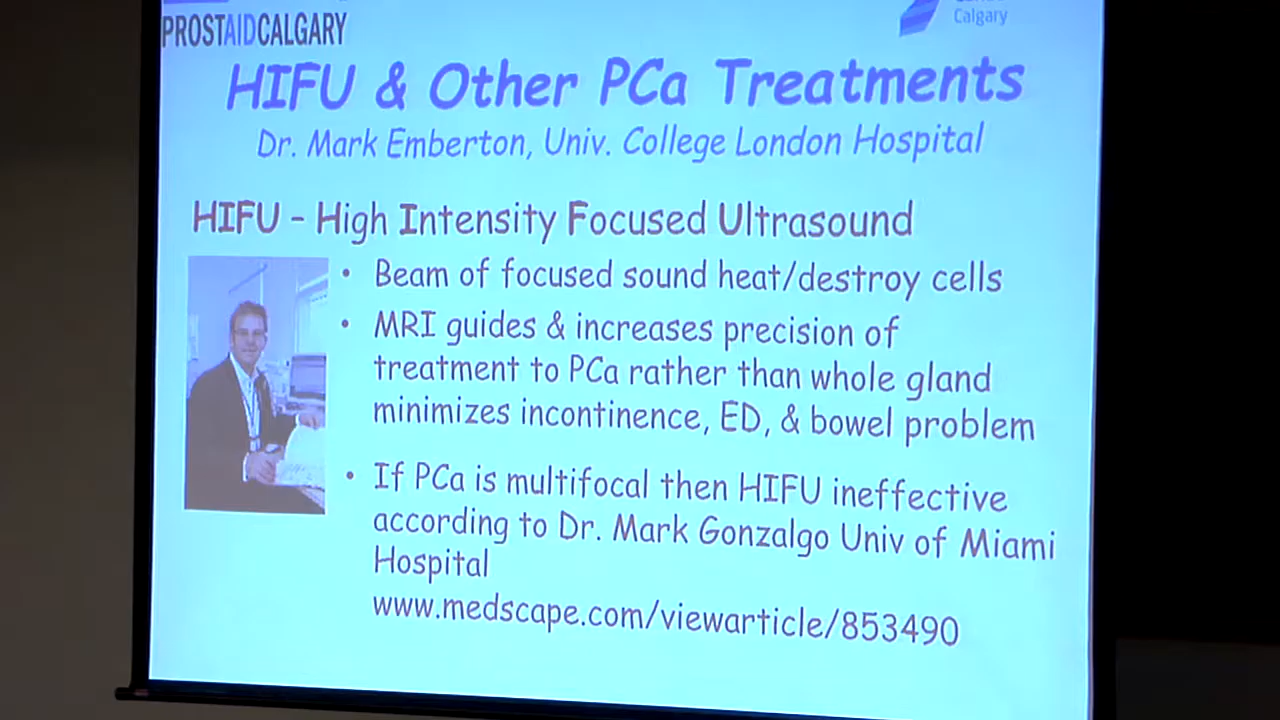 PROSTAIDCALGARY
Calgary
HIFU & Other PCa Treatments
Dr. Mark Emberton, Univ. College London Hospital
HIFU - High Intensity Focused Ultrasound
• Beam of focused sound heat/destroy cells
• MRI guides & increases precision of
treatment to PCa rather than whole gland
minimizes incontinence, ED, & bowel problem
• If PCa is multifocal then HIFU ineffective
according to Dr. Mark Gonzalgo Univ of Miami
Hospital
www.medscape.com/viewarticle/853490